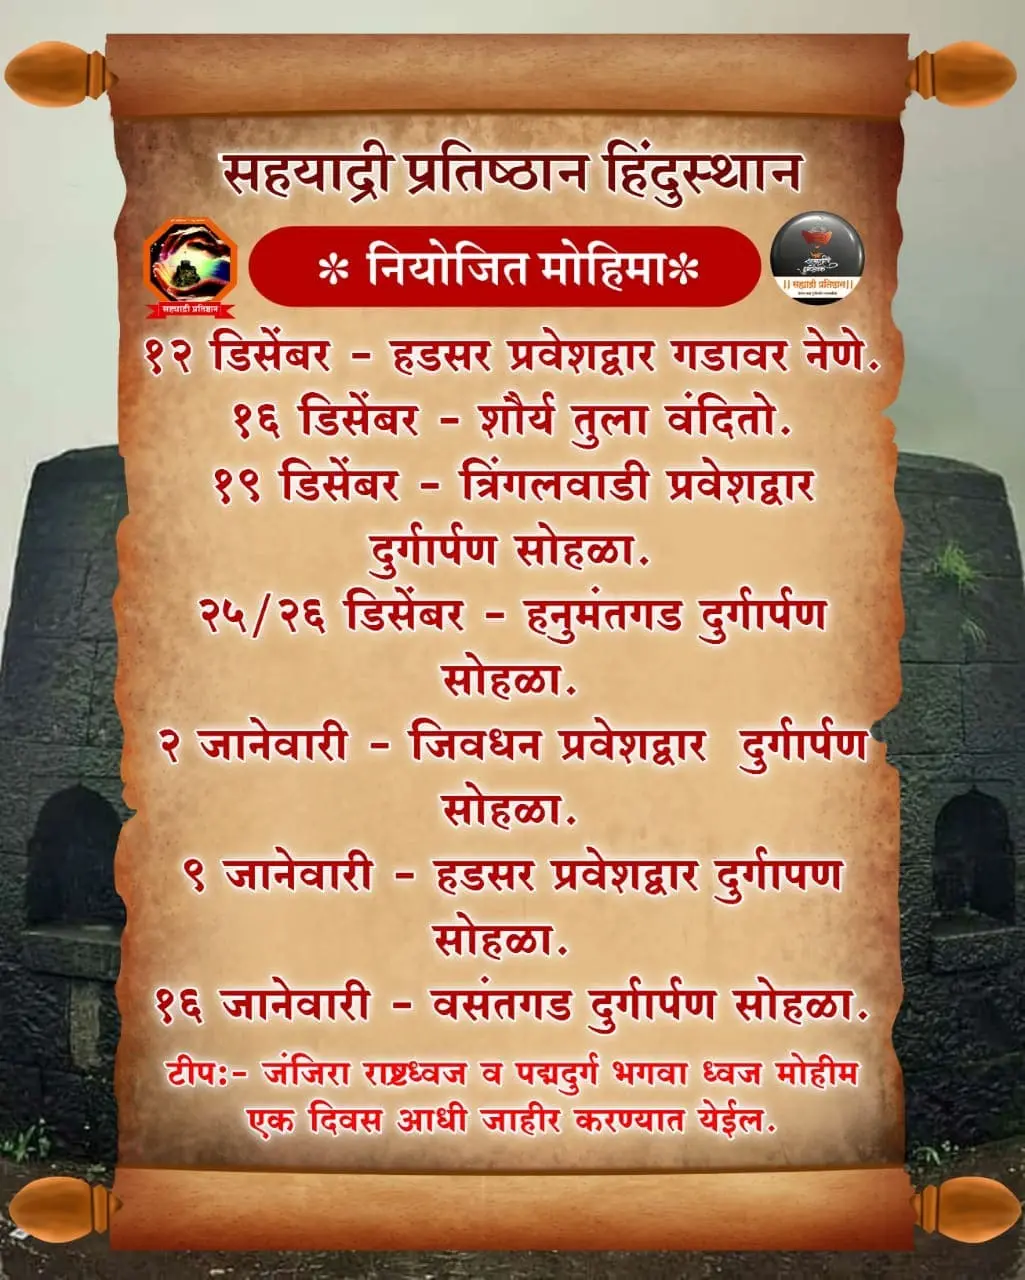 सहयाद्री प्रतिष्ठान हिंदुस्थान
* नियोजित मोहिमा*
सह्याद्री प्रतिष्ठान
|| सह्याद्री प्रतिष्ठान ||
१२ डिसेंबर - हडसर प्रवेशद्वार गडावर नेणे.
१६ डिसेंबर - शौर्य तुला वंदितो.
१९ डिसेंबर - त्रिंगलवाडी प्रवेशद्वार
दुर्गार्पण सोहळा.
२५/२६ डिसेंबर - हनुमंतगड दुर्गार्पण
सोहळा.
२ जानेवारी - जिवधन प्रवेशद्वार दुर्गार्पण
सोहळा.
९ जानेवारी - हडसर प्रवेशद्वार दुर्गापण
सोहळा.
१६ जानेवारी - वसंतगड दुर्गार्पण सोहळा.
टीप:- जंजिरा राष्ट्रध्वज व पद्मदुर्ग भगवा ध्वज मोहीम
एक दिवस आधी जाहीर करण्यात येईल.